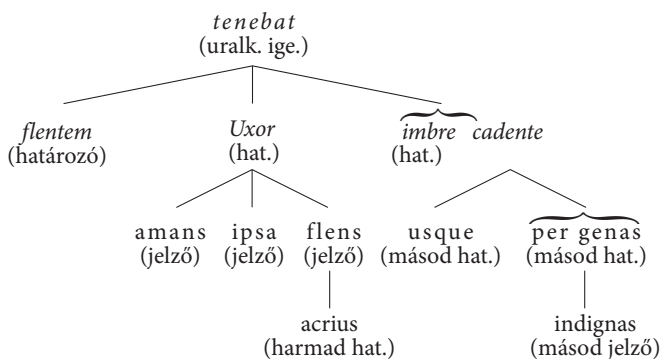 tenebat
(uralk. ige.)
flentem Uxor imbre cadente
(határozó) (hat.) (hat.)
amans ipsa flens usque per genas
(jelző) (jelző) (jelző) (másod hat.) (másod hat.)
acrius indignas
(harmad hat.) (másod jelző)